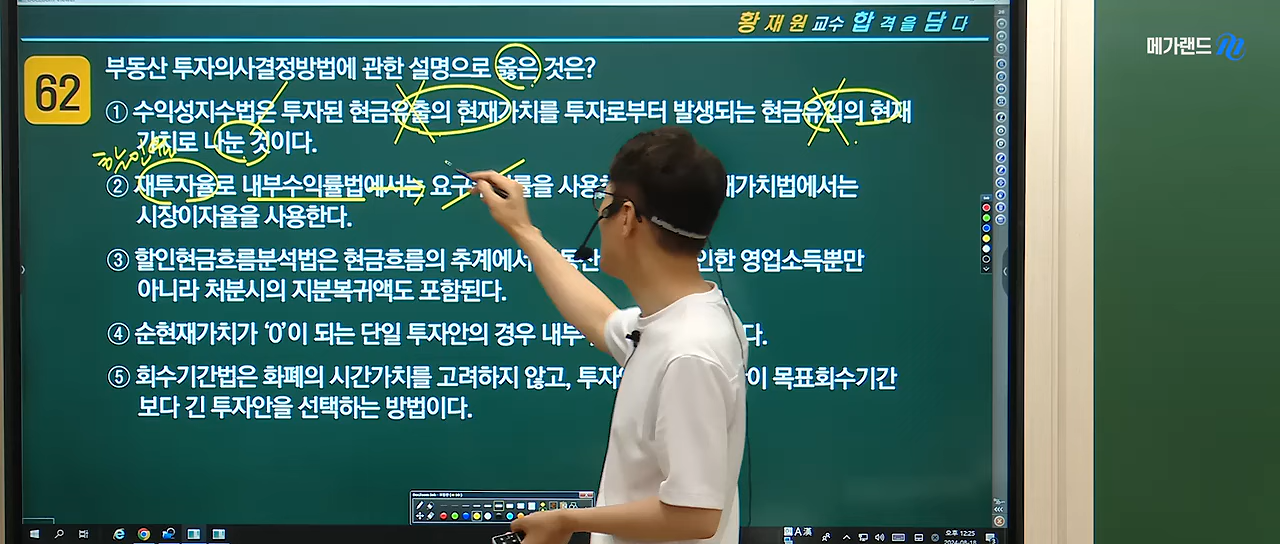 황 재 원 교수 합 격 을 담 다
메가랜드
62 부동산 투자의사결정방법에 관한 설명으로 옳은 것은?
① 수익성지수법은 투자된 현금유출의 현재가치를 투자로부터 발생되는 현금유입의 현재
가치로 나눈 것이다.
② 재투자율로 내부수익률법에서는 요구 률을 사용 재가치법에서는
시장이자율을 사용한다.
③ 할인현금흐름분석법은 현금흐름의 추계에서 인한 영업소득뿐만
아니라 처분시의 지분복귀액도 포함된다.
④ 순현재가치가 ‘0’이 되는 단일 투자안의 경우 내부 다.
⑤ 회수기간법은 화폐의 시간가치를 고려하지 않고, 투자 이 목표회수기간
보다 긴 투자안을 선택하는 방법이다.
오후 12:25
2024-08-18